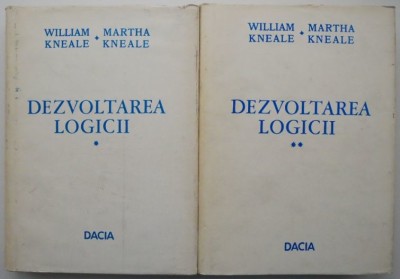 WILLIAM ✦ MARTHA
KNEALE KNEALE
DEZVOLTAREA
LOGICII
*
DACIA
WILLIAM ✦ MARTHA
KNEALE KNEALE
DEZVOLTAREA
LOGICII
**
DACIA